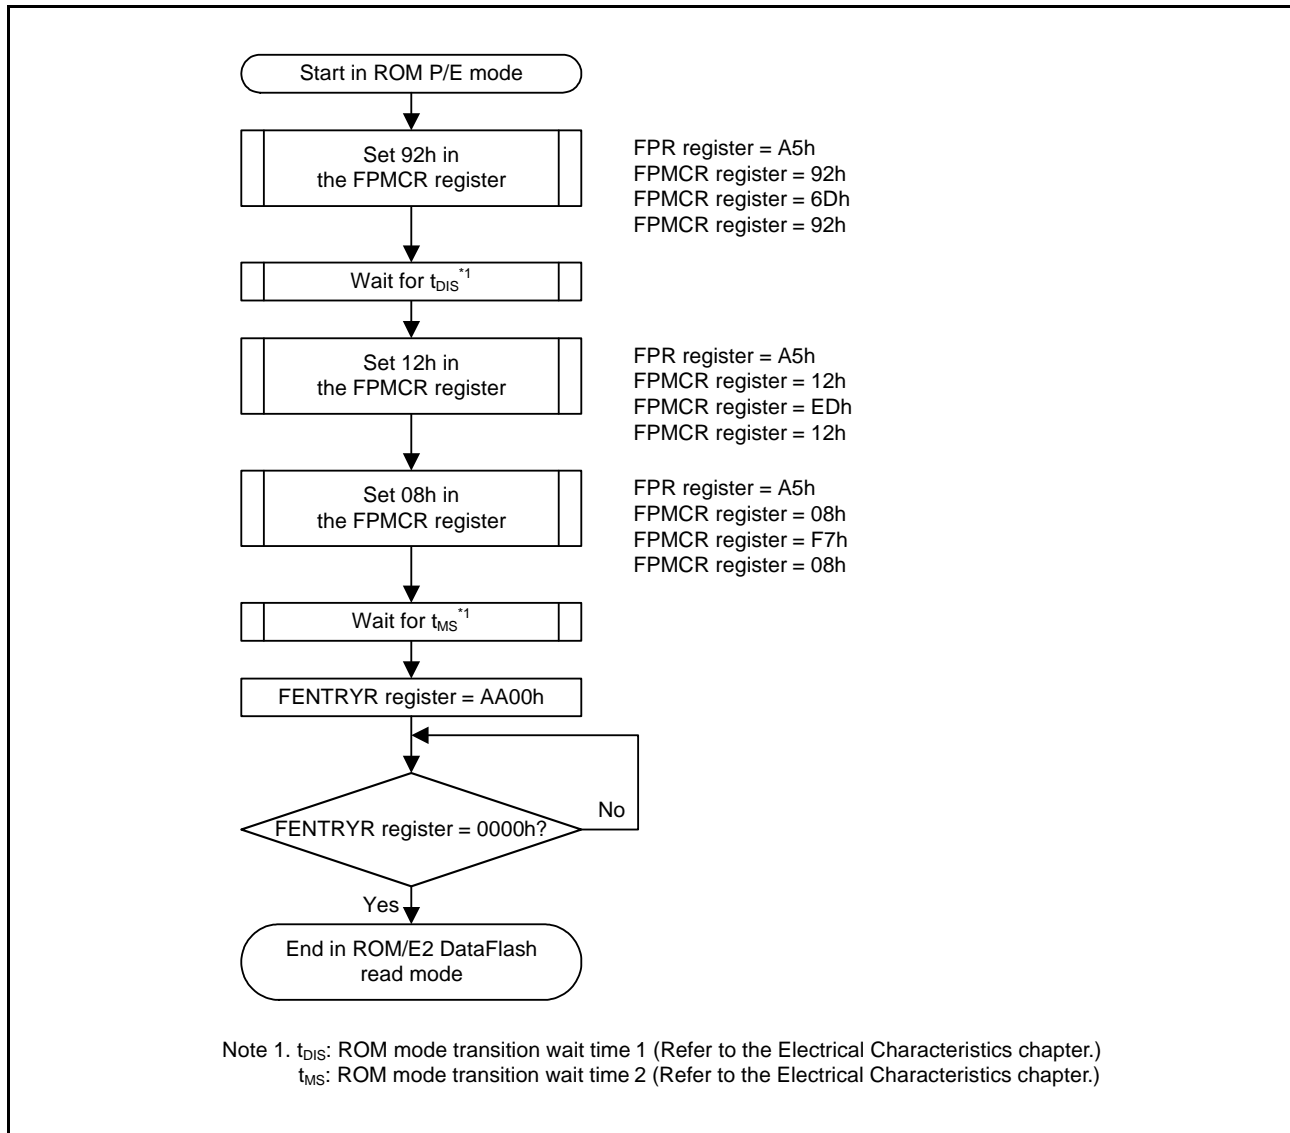 Start in ROM P/E mode
Set 92h in
the FPMCR register
FPR register = A5h
FPMCR register = 92h
FPMCR register = 6Dh
FPMCR register = 92h
Wait for tDIS*1
Set 12h in
the FPMCR register
FPR register = A5h
FPMCR register = 12h
FPMCR register = EDh
FPMCR register = 12h
Set 08h in
the FPMCR register
FPR register = A5h
FPMCR register = 08h
FPMCR register = F7h
FPMCR register = 08h
Wait for tMS*1
FENTRYR register = AA00h
FENTRYR register = 0000h?
No
Yes
End in ROM/E2 DataFlash
read mode
Note 1. tDIS: ROM mode transition wait time 1 (Refer to the Electrical Characteristics chapter.)
tMS: ROM mode transition wait time 2 (Refer to the Electrical Characteristics chapter.)